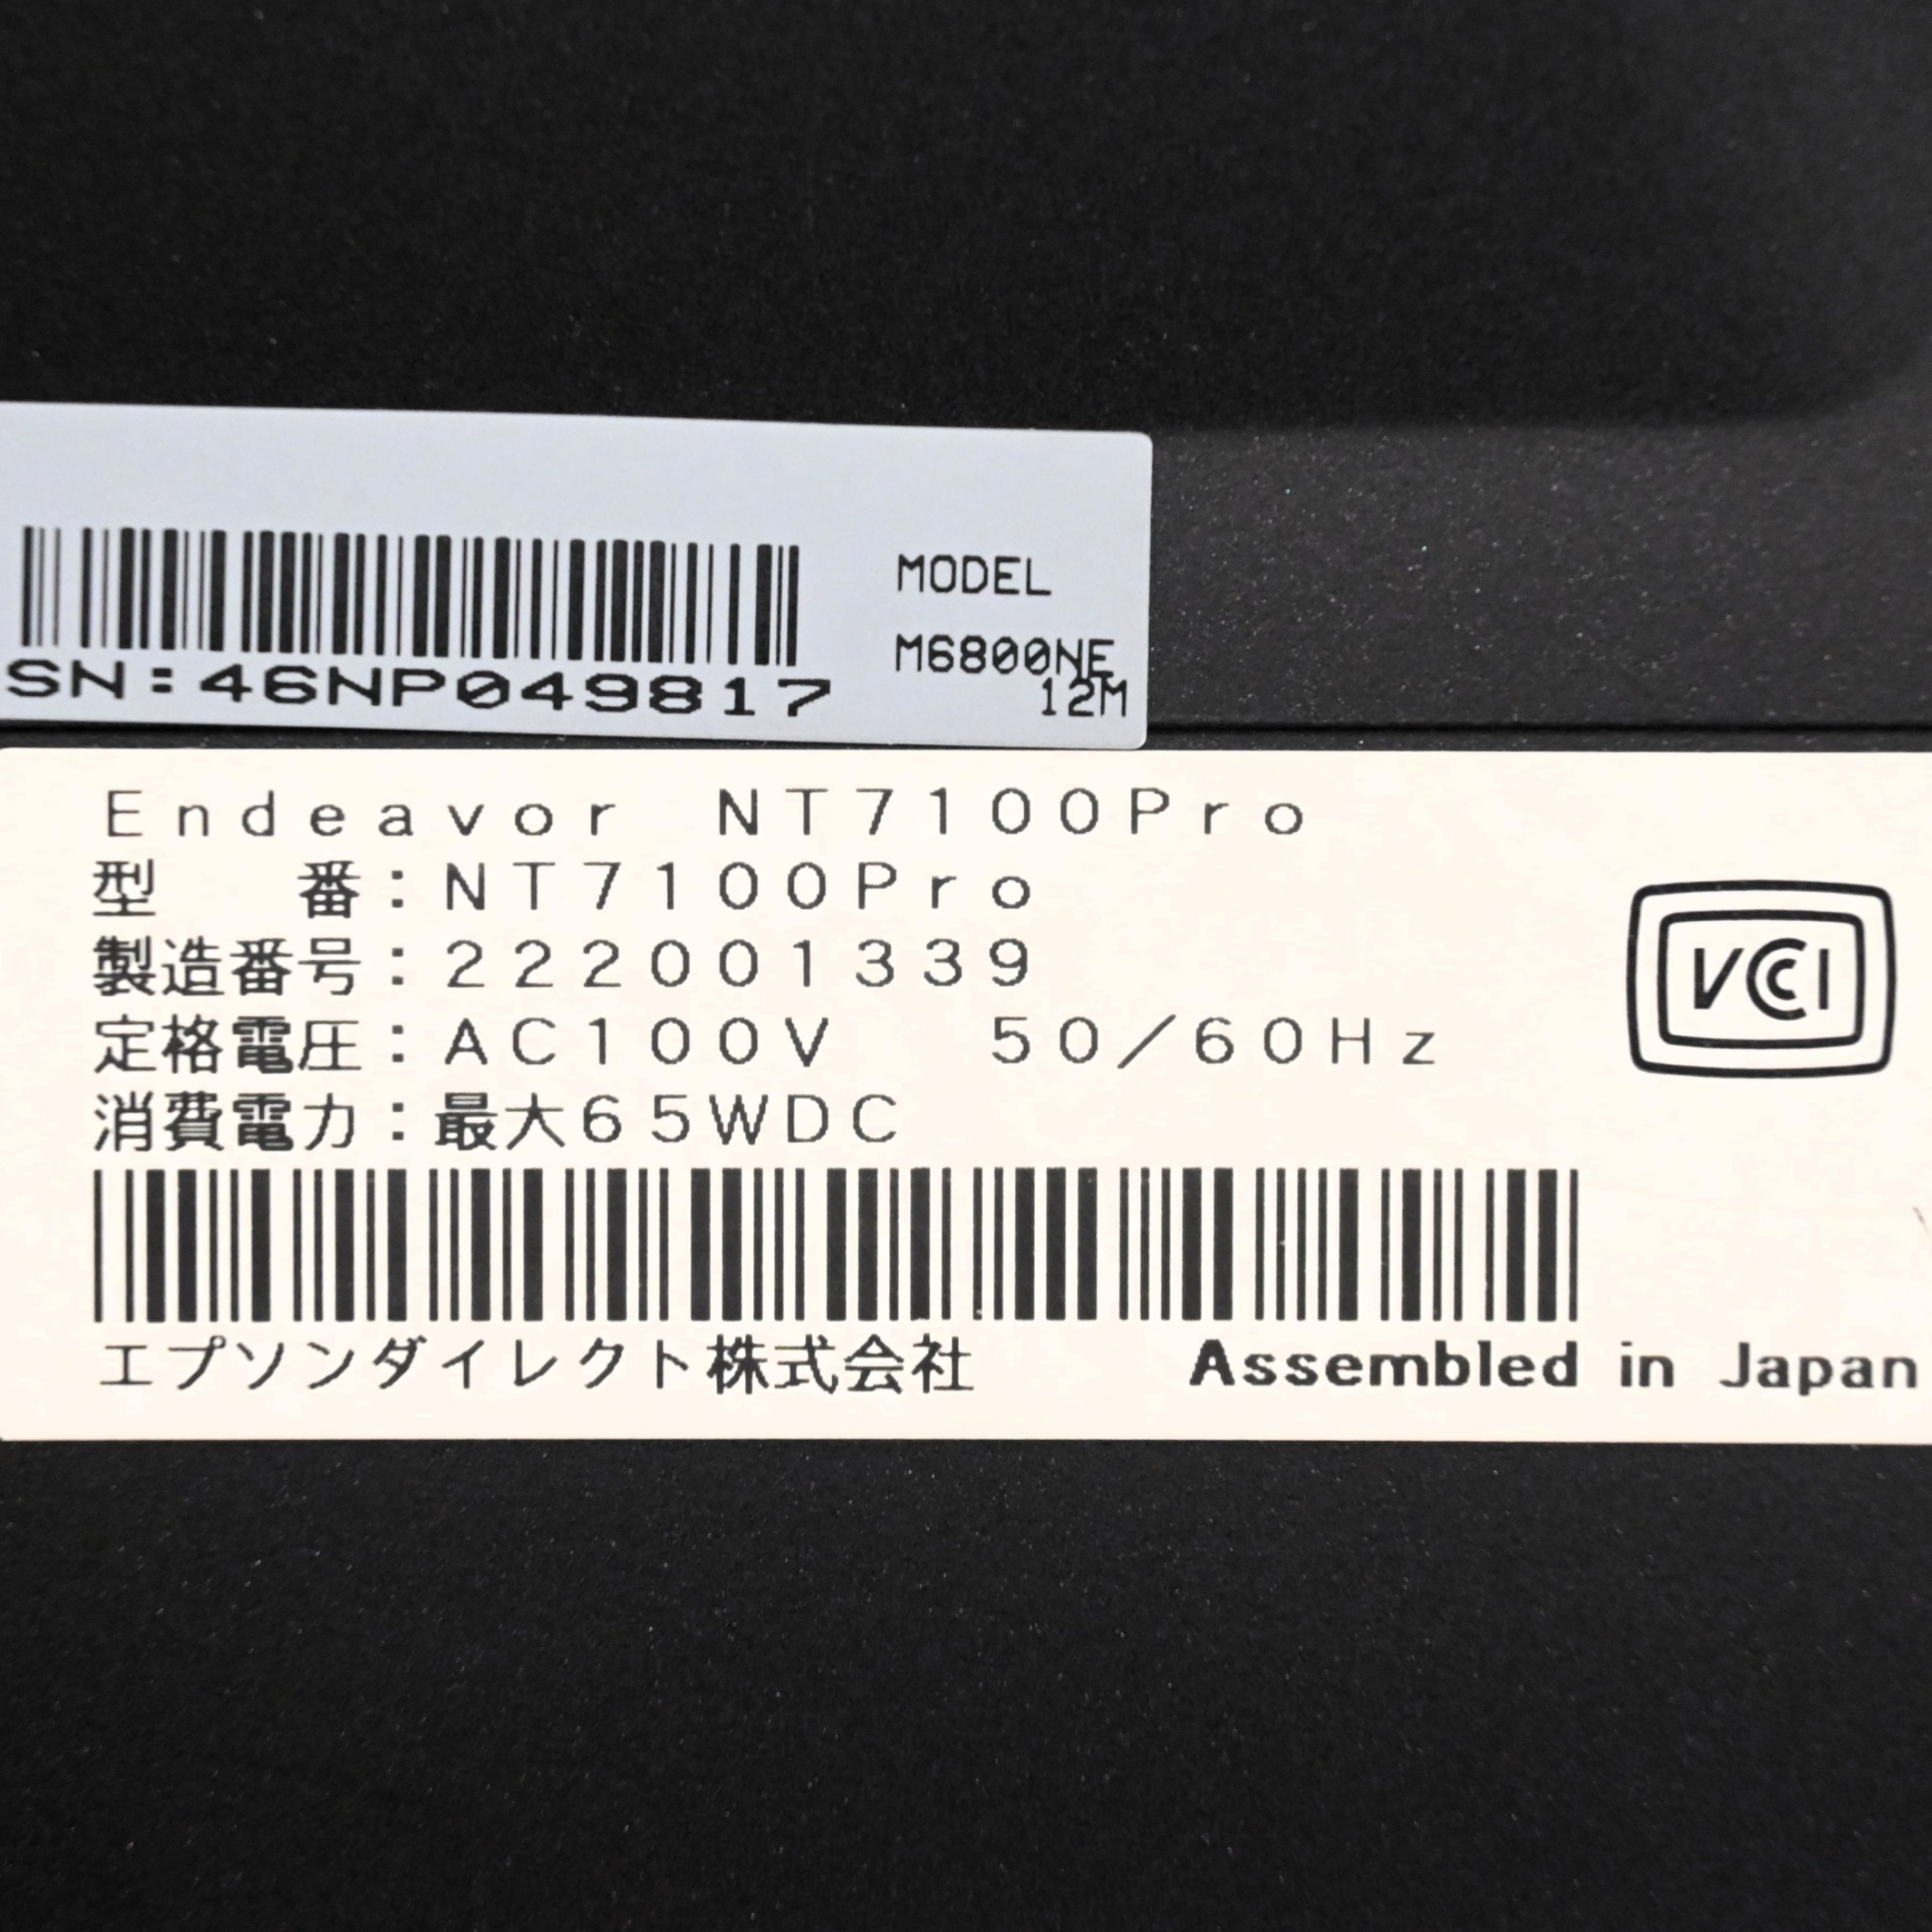 MODEL
M6800NE
12M
SN:46NP049817
Endeavor NT7100Pro
型 番:NT7100Pro
製造番号:222001339
定格電圧:AC100V 50/60Hz
消費電力:最大65WDC
VCCI
エプソンダイレクト株式会社 Assembled in Japan